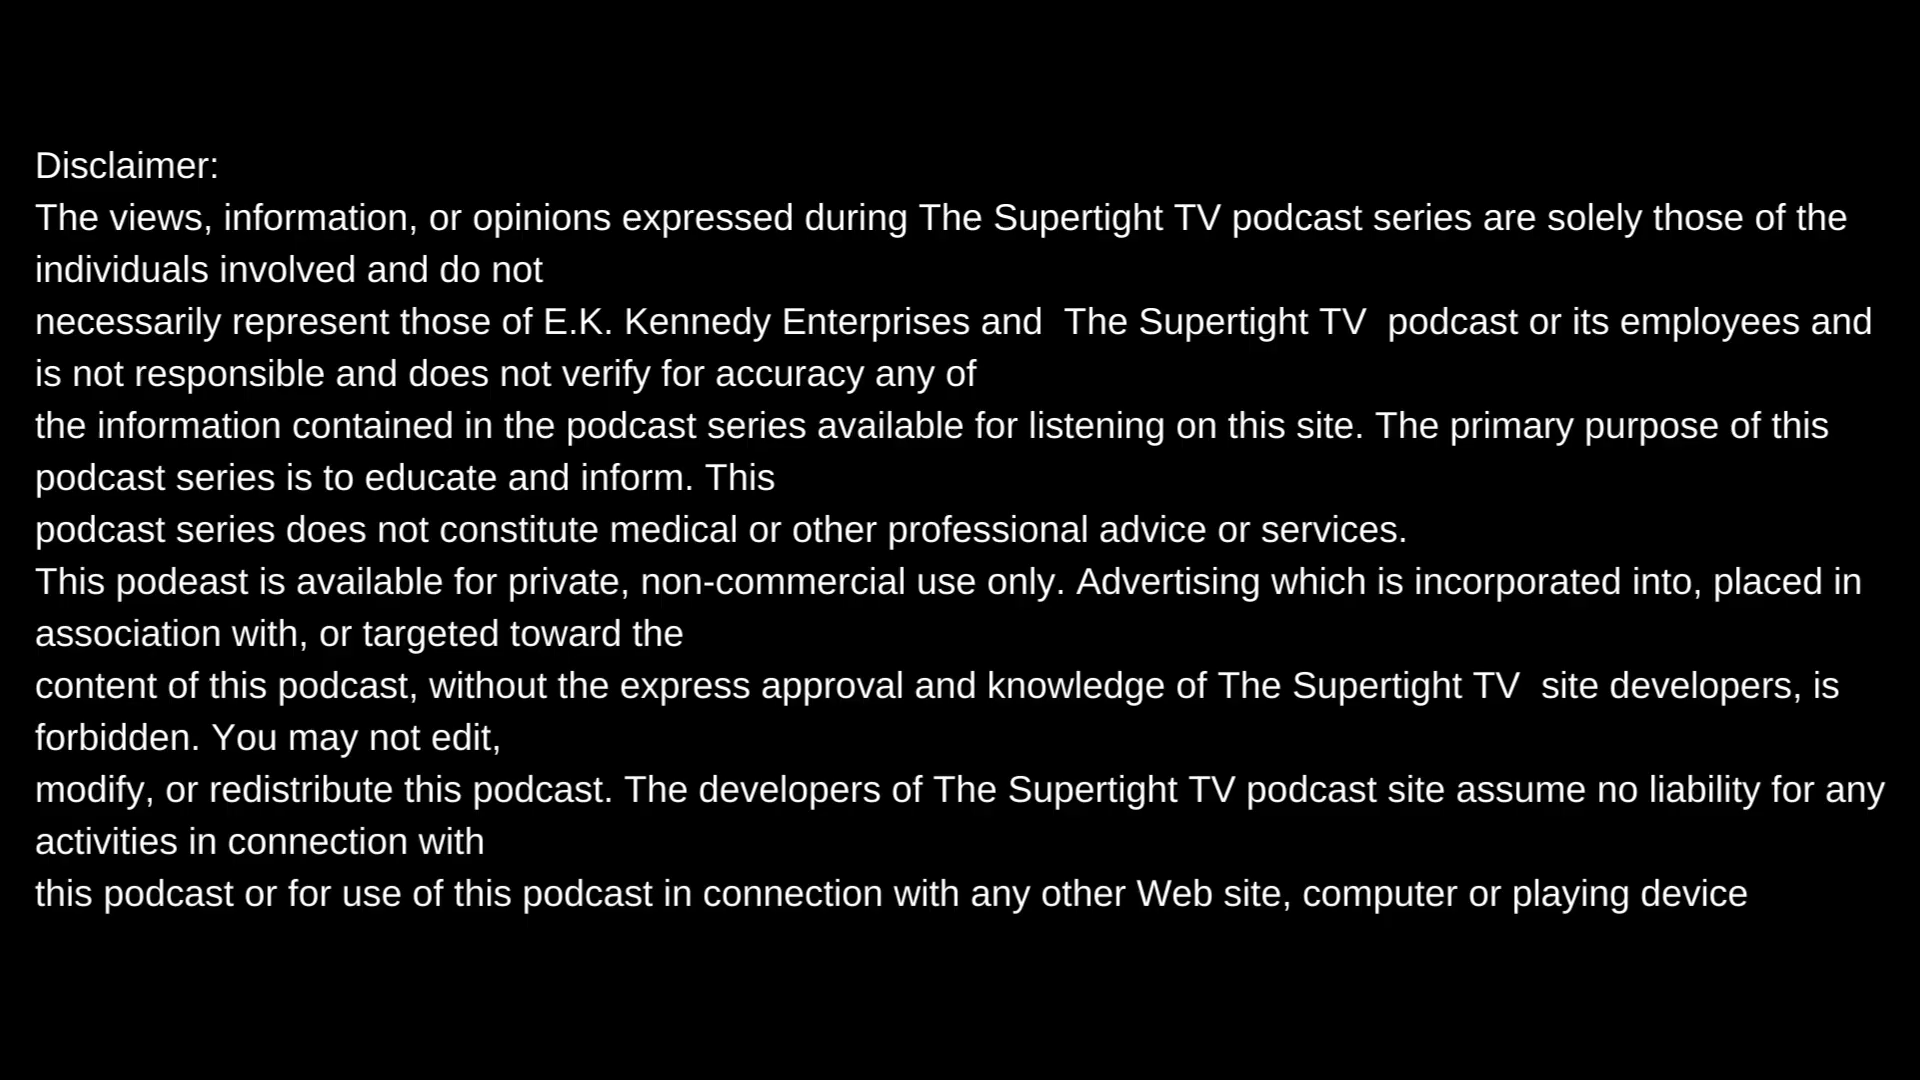 Disclaimer:
The views, information, or opinions expressed during The Supertight TV podcast series are solely those of the
individuals involved and do not
necessarily represent those of E.K. Kennedy Enterprises and  The Supertight TV  podcast or its employees and
is not responsible and does not verify for accuracy any of
the information contained in the podcast series available for listening on this site. The primary purpose of this
podcast series is to educate and inform. This
podcast series does not constitute medical or other professional advice or services.
This podeast is available for private, non-commercial use only. Advertising which is incorporated into, placed in
association with, or targeted toward the
content of this podcast, without the express approval and knowledge of The Supertight TV  site developers, is
forbidden. You may not edit,
modify, or redistribute this podcast. The developers of The Supertight TV podcast site assume no liability for any
activities in connection with
this podcast or for use of this podcast in connection with any other Web site, computer or playing device